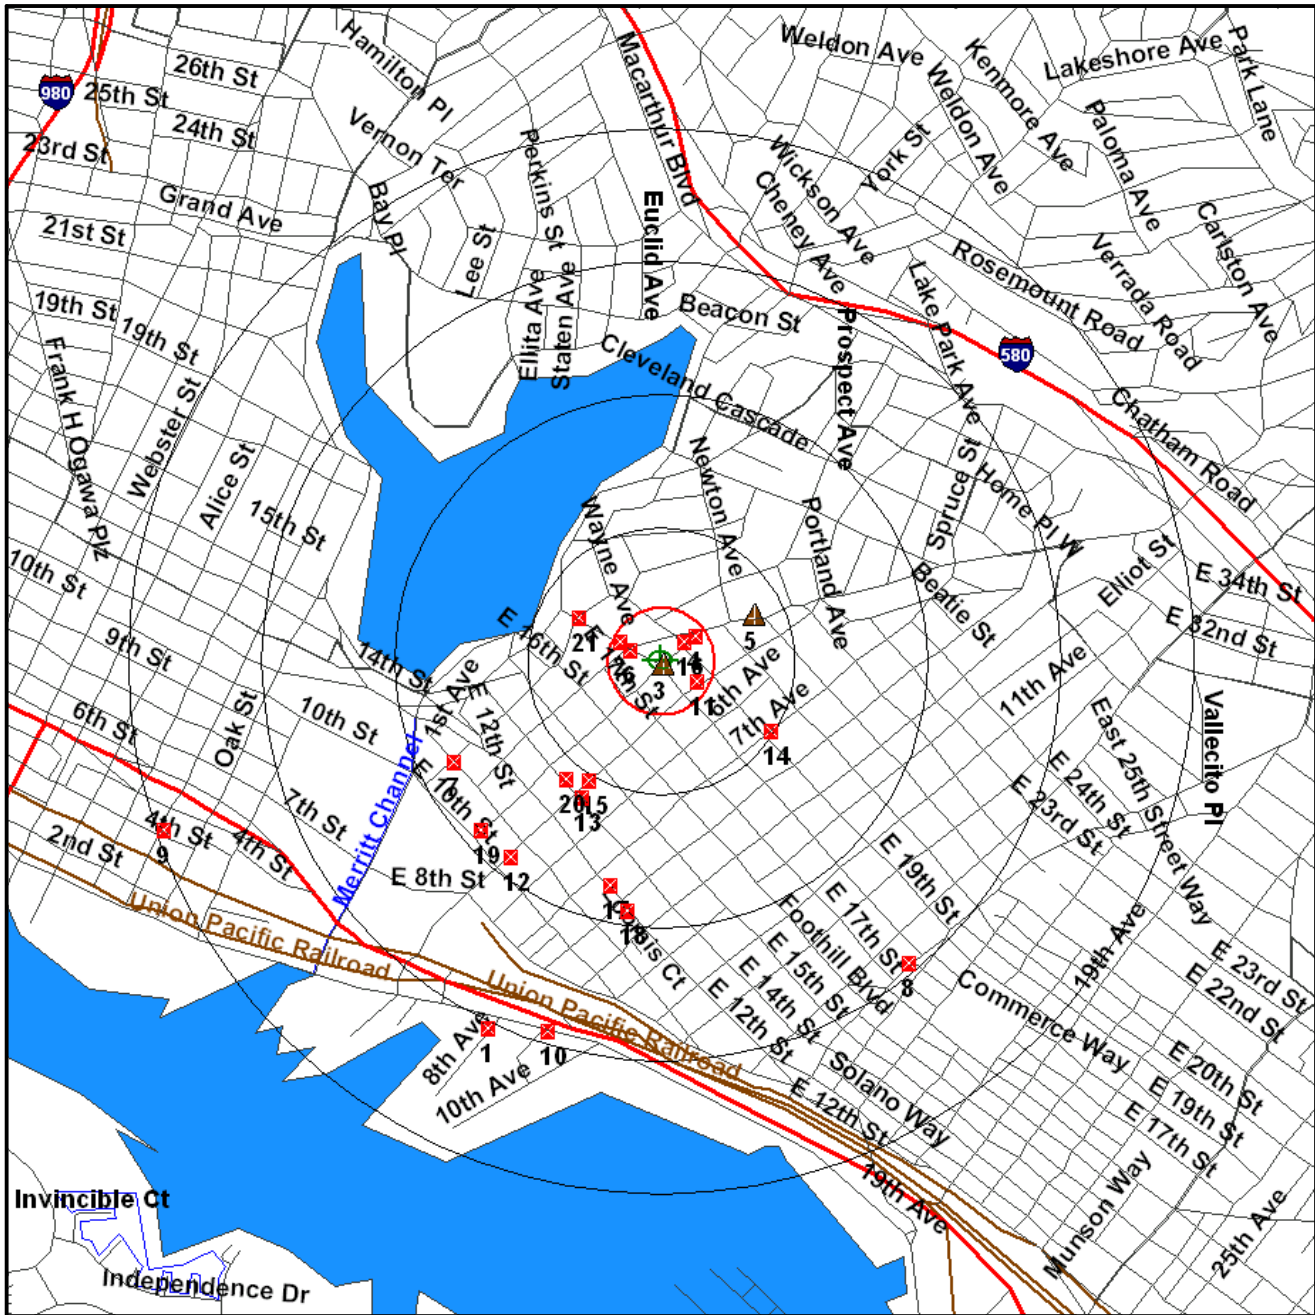 Hamilton Pl
Macarthur Blvd
Weldon Ave
Kenmore Ave
Lakeshore Ave
Park Lane
26th St
980
25th St
24th St
23rd St
Vernon Ter
Perkins St
Weldon Ave
York St
Wickson Ave
Cheney Ave
Paloma Ave
Grand Ave
Bay Pl
Euclid Ave
21st St
Lee St
Carlston Ave
Verrada Road
Rosemount Road
Lake Park Ave
19th St
19th St
Ellita Ave
Staten Ave
Beacon St
Prospect Ave
580
Frank H Ogawa Plz
Webster St
Cleveland Cascade
Chatham Road
Alice St
15th St
Newton Ave
Spruce St
Home Pl W
Wayne Ave
Portland Ave
10th St
Elliot St
E 34th St
Beatie St
E 32nd St
9th St
14th St
E 16th St
E 17th St
21
4
5
3
11
6th Ave
7th Ave
14
11th Ave
1st Ave
E 12th St
10th St
6th St
Oak St
Vallecito Pl
East 25th Street Way
E 24th St
E 23rd St
Merritt Channel
7
E 10th St
20
15
13
7th St
4th St
4th St
2nd St
9
19
12
E 8th St
E 19th St
E 17th St
Foothill Blvd
E 15th St
E 14th St
E 12th St
17
18
19th Ave
Union Pacific Railroad
Union Pacific Railroad
8
E 23rd St
E 22nd St
Commerce Way
8th Ave
1
10
10th Ave
Solano Way
E 12th St
E 20th St
E 19th St
E 17th St
19th Ave
Munson Way
25th Ave
Invincible Ct
Independence Dr